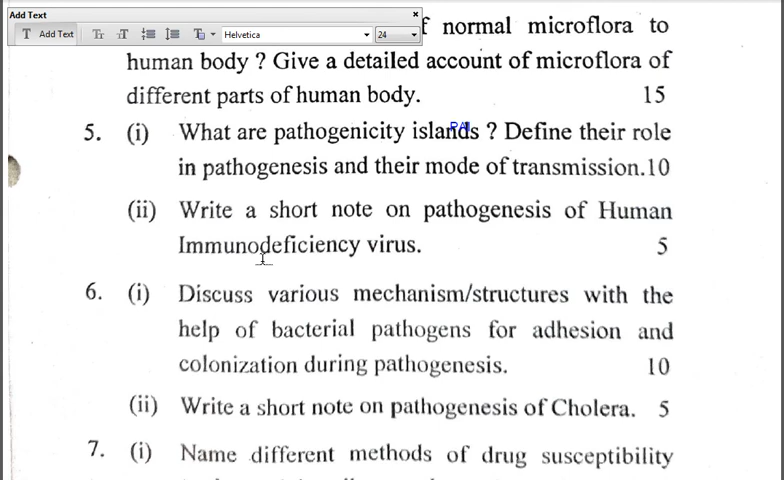 Add Text
Add Text Helvetica 24
f normal microflora to
human body ? Give a detailed account of microflora of
different parts of human body. 15
5. (i) What are pathogenicity islands ? Define their role
in pathogenesis and their mode of transmission.10
(ii) Write a short note on pathogenesis of Human
Immunodeficiency virus. 5
6. (i) Discuss various mechanism/structures with the
help of bacterial pathogens for adhesion and
colonization during pathogenesis. 10
(ii) Write a short note on pathogenesis of Cholera. 5
7. (i) Name different methods of drug susceptibility